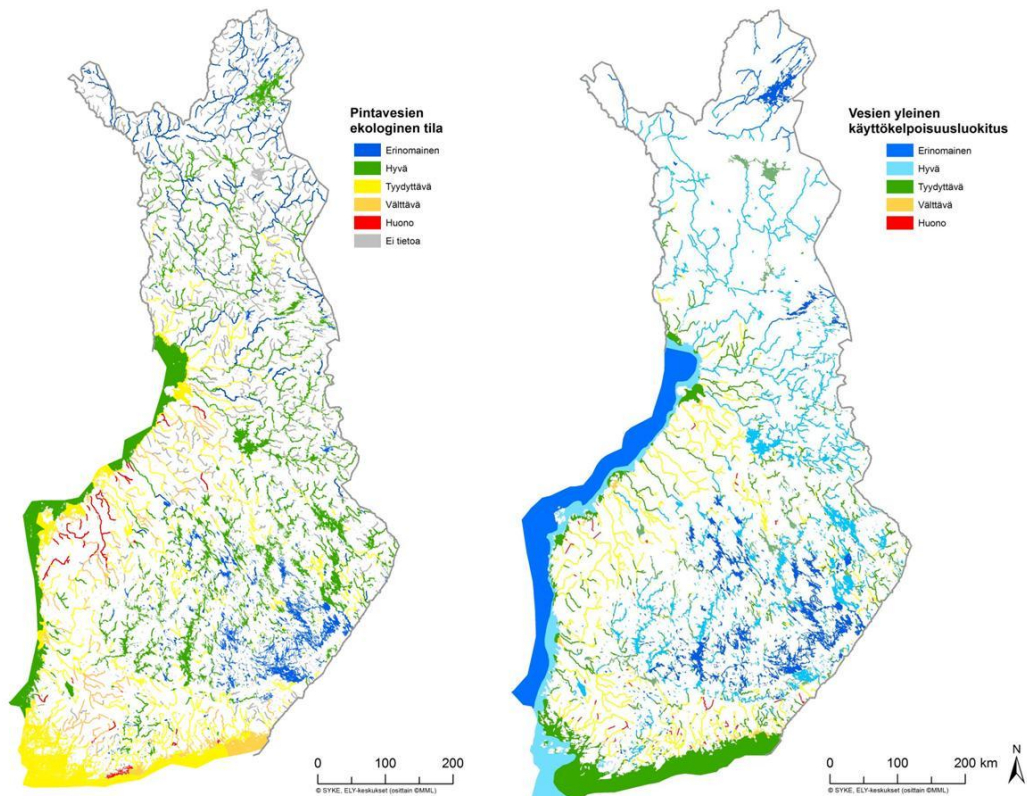 Pintavesien
ekologinen tila
Erinomainen
Hyvä
Tyydyttävä
Välttävä
Huono
Ei tietoa
0 100 200
© SYKE, ELY-keskukset (osittain ©MML)
Vesien yleinen
käyttökelpoisuusluokitus
Erinomainen
Hyvä
Tyydyttävä
Välttävä
Huono
0 100 200 km
N
© SYKE, ELY-keskukset (osittain ©MML)